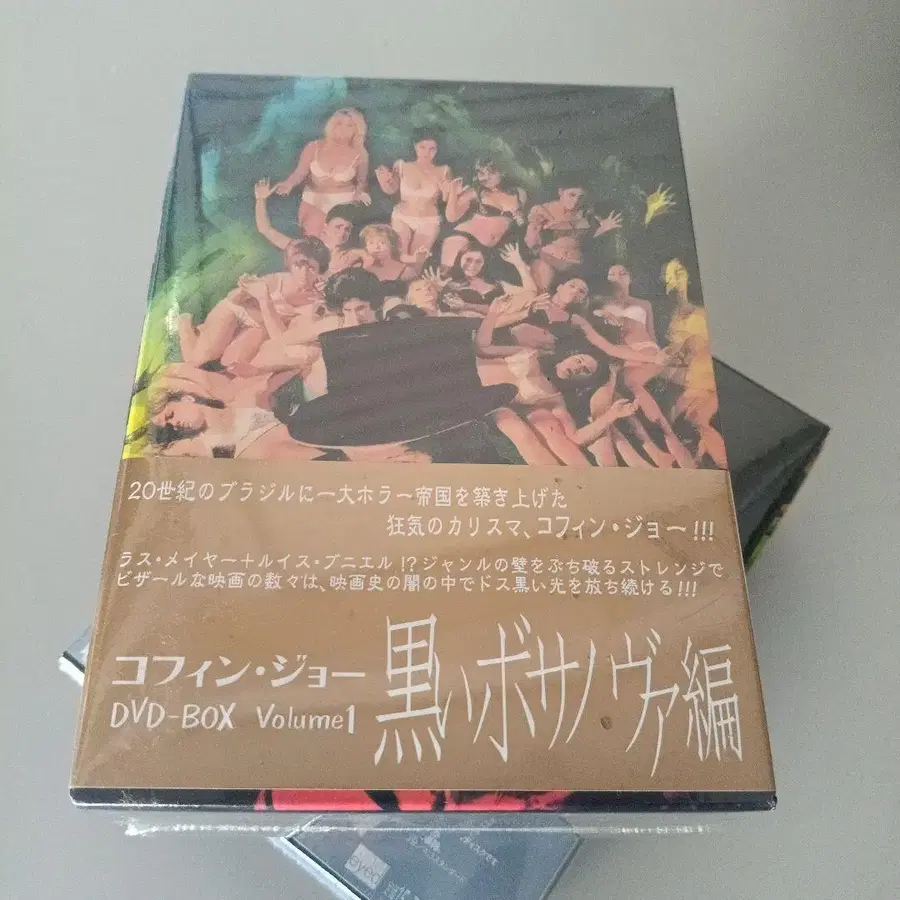 20世紀のブラジルに一大ホラー帝国を築き上げた
狂気のカリスマ、コフィン・ジョー!!!
ラス・メイヤー+ルイス・ブニエル!?ジャンルの壁をぶち破るストレンジで
ビザールな映画の数々は、映画史の闇の中でドス黒い光を放ち続ける!!!
コフィン・ジョー
DVD-BOX Volume1
黒いボサノヴァ編